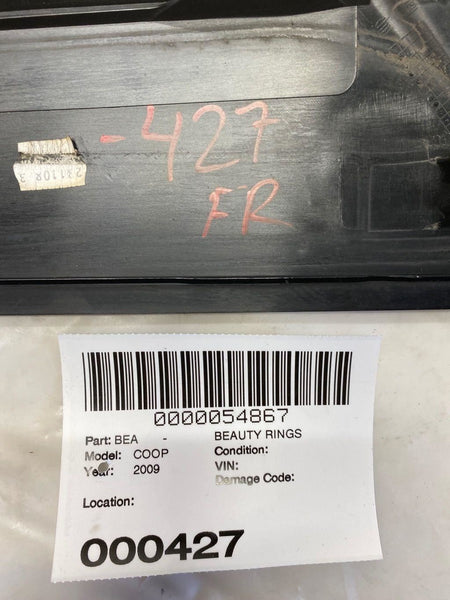 -427
FR
0000054867
Part: BEA - BEAUTY RINGS
Model: COOP Condition:
Year: 2009 VIN:
Damage Code:
Location:
000427